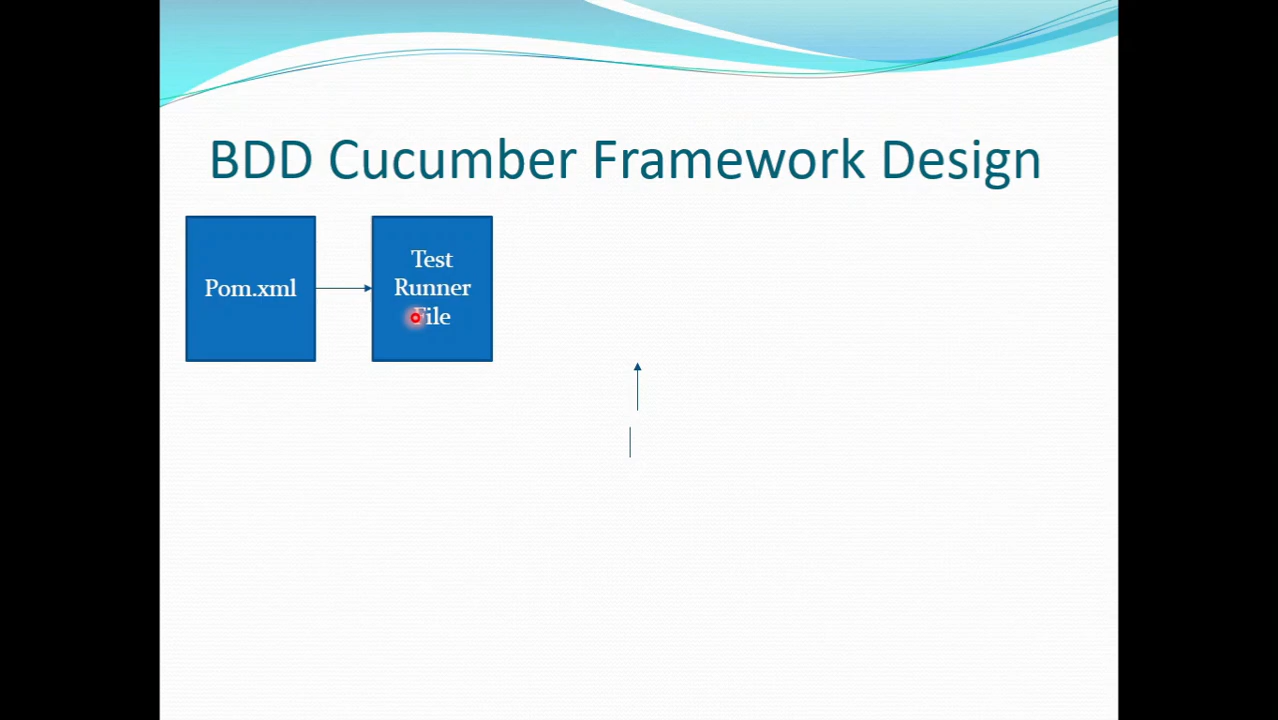 BDD Cucumber Framework Design
Pom.xml
Test
Runner
File